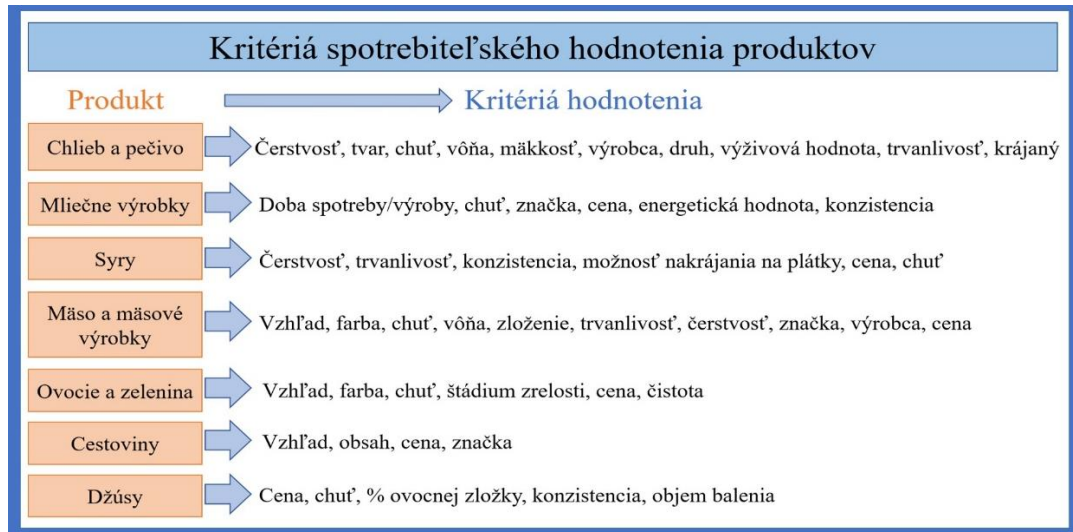 Kritériá spotrebiteľského hodnotenia produktov
Produkt
Kritériá hodnotenia
Chlieb a pečivo
Čerstvosť, tvar, chuť, vôňa, mäkkosť, výrobca, druh, výživová hodnota, trvanlivosť, krájaný
Mliečne výrobky
Doba spotreby/výroby, chuť, značka, cena, energetická hodnota, konzistencia
Syry
Čerstvosť, trvanlivosť, konzistencia, možnosť nakrájania na plátky, cena, chuť
Mäso a mäsové
výrobky
Vzhľad, farba, chuť, vôňa, zloženie, trvanlivosť, čerstvosť, značka, výrobca, cena
Ovocie a zelenina
Vzhľad, farba, chuť, štádium zrelosti, cena, čistota
Cestoviny
Vzhľad, obsah, cena, značka
Džúsy
Cena, chuť, % ovocnej zložky, konzistencia, objem balenia